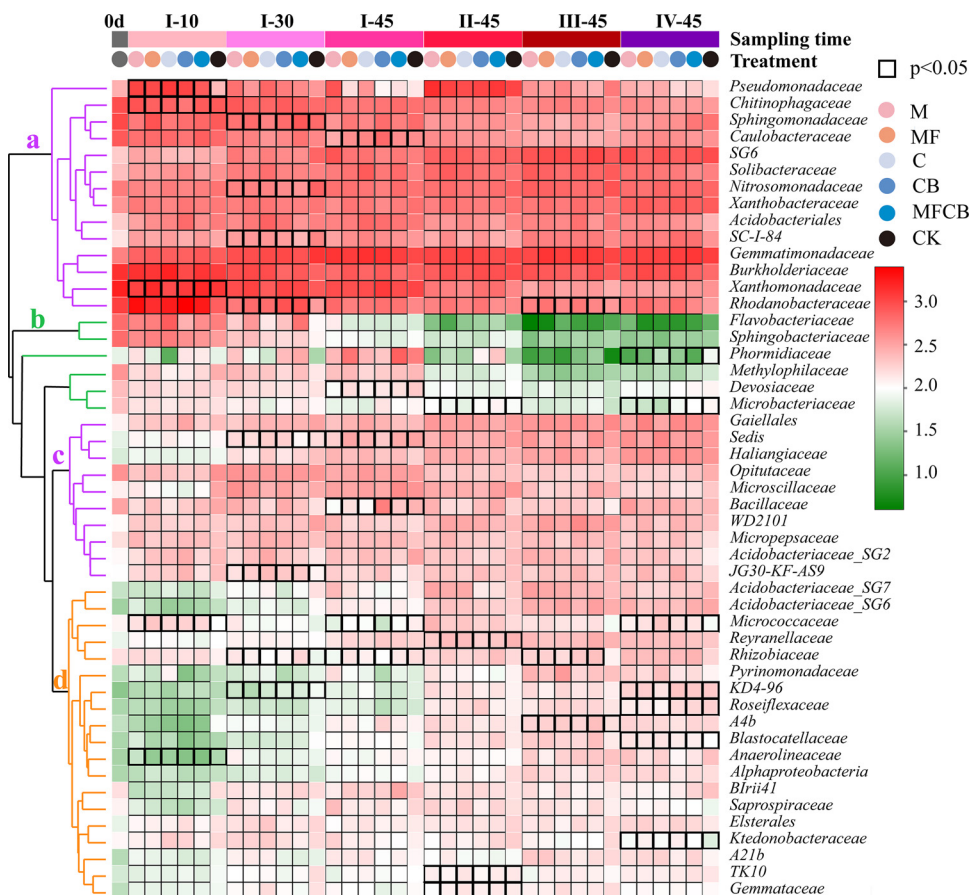 0d I-10 I-30 I-45 II-45 III-45 IV-45
Sampling time
Treatment
p<0.05
M
MF
C
CB
MFCB
CK
3.0
2.5
2.0
1.5
1.0
a
b
c
d
Pseudomonadaceae
Chitinophagaceae
Sphingomonadaceae
Caulobacteraceae
SG6
Solibacteraceae
Nitrosomonadaceae
Xanthobacteraceae
Acidobacteriales
SC-I-84
Gemmatimonadaceae
Burkholderiaceae
Xanthomonadaceae
Rhodanobacteraceae
Flavobacteriaceae
Sphingobacteriaceae
Phormidiaceae
Methylophilaceae
Devosiaceae
Microbacteriaceae
Gaiellales
Sedis
Haliangiaceae
Opitutaceae
Microscillaceae
Bacillaceae
WD2101
Micropepsaceae
Acidobacteriaceae_SG2
JG30-KF-AS9
Acidobacteriaceae_SG7
Acidobacteriaceae_SG6
Micrococcaceae
Reyranellaceae
Rhizobiaceae
Pyrinomonadaceae
KD4-96
Roseiflexaceae
A4b
Blastocatellaceae
Anaerolineaceae
Alphaproteobacteria
BIrii41
Saprospiraceae
Elsterales
Ktedonobacteraceae
A21b
TK10
Gemmataceae